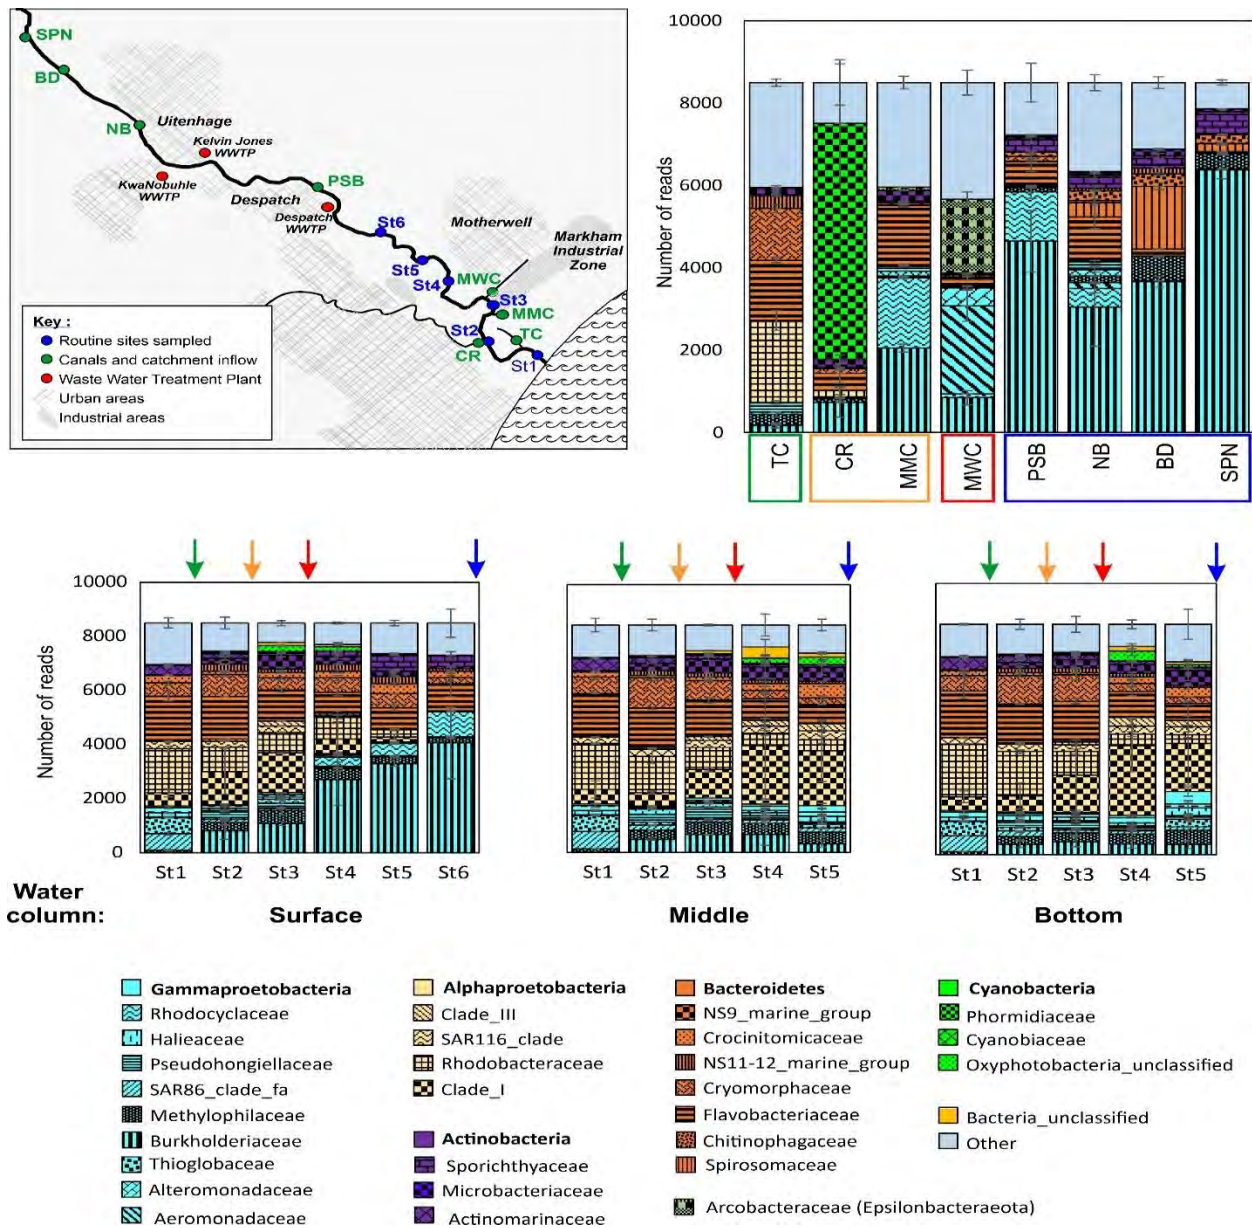 SPN
BD
NB
Uitenhage
Kelvin Jones
WWTP
KwaNobuhle
WWTP
PSB
Despatch
Despatch
WWTP
St6
Motherwell
Markham
Industrial
Zone
St5
St4
MWC
St3
MMC
St2
TC
CR
St1
Key :
Routine sites sampled
Canals and catchment inflow
Waste Water Treatment Plant
Urban areas
Industrial areas
Number of reads
10000
8000
6000
4000
2000
0
TC CR MMC MWC PSB NB BD SPN
Number of reads
10000
8000
6000
4000
2000
0
St1 St2 St3 St4 St5 St6
St1 St2 St3 St4 St5
St1 St2 St3 St4 St5
Water
column:
Surface
Middle
Bottom
Gammaproetobacteria
Rhodocyclaceae
Halieaceae
Pseudohongiellaceae
SAR86_clade_fa
Methylophilaceae
Burkholderiaceae
Thioglobaceae
Alteromonadaceae
Aeromonadaceae
Alphaproetobacteria
Clade_III
SAR116_clade
Rhodobacteraceae
Clade_I
Actinobacteria
Sporichthyaceae
Microbacteriaceae
Actinomarinaceae
Bacteroidetes
NS9_marine_group
Crocinitomicaceae
NS11-12_marine_group
Cryomorphaceae
Flavobacteriaceae
Chitinophagaceae
Spirosomaceae
Arcobacteraceae (Epsilonbacteraeota)
Cyanobacteria
Phormidiaceae
Cyanobiaceae
Oxyphotobacteria_unclassified
Bacteria_unclassified
Other